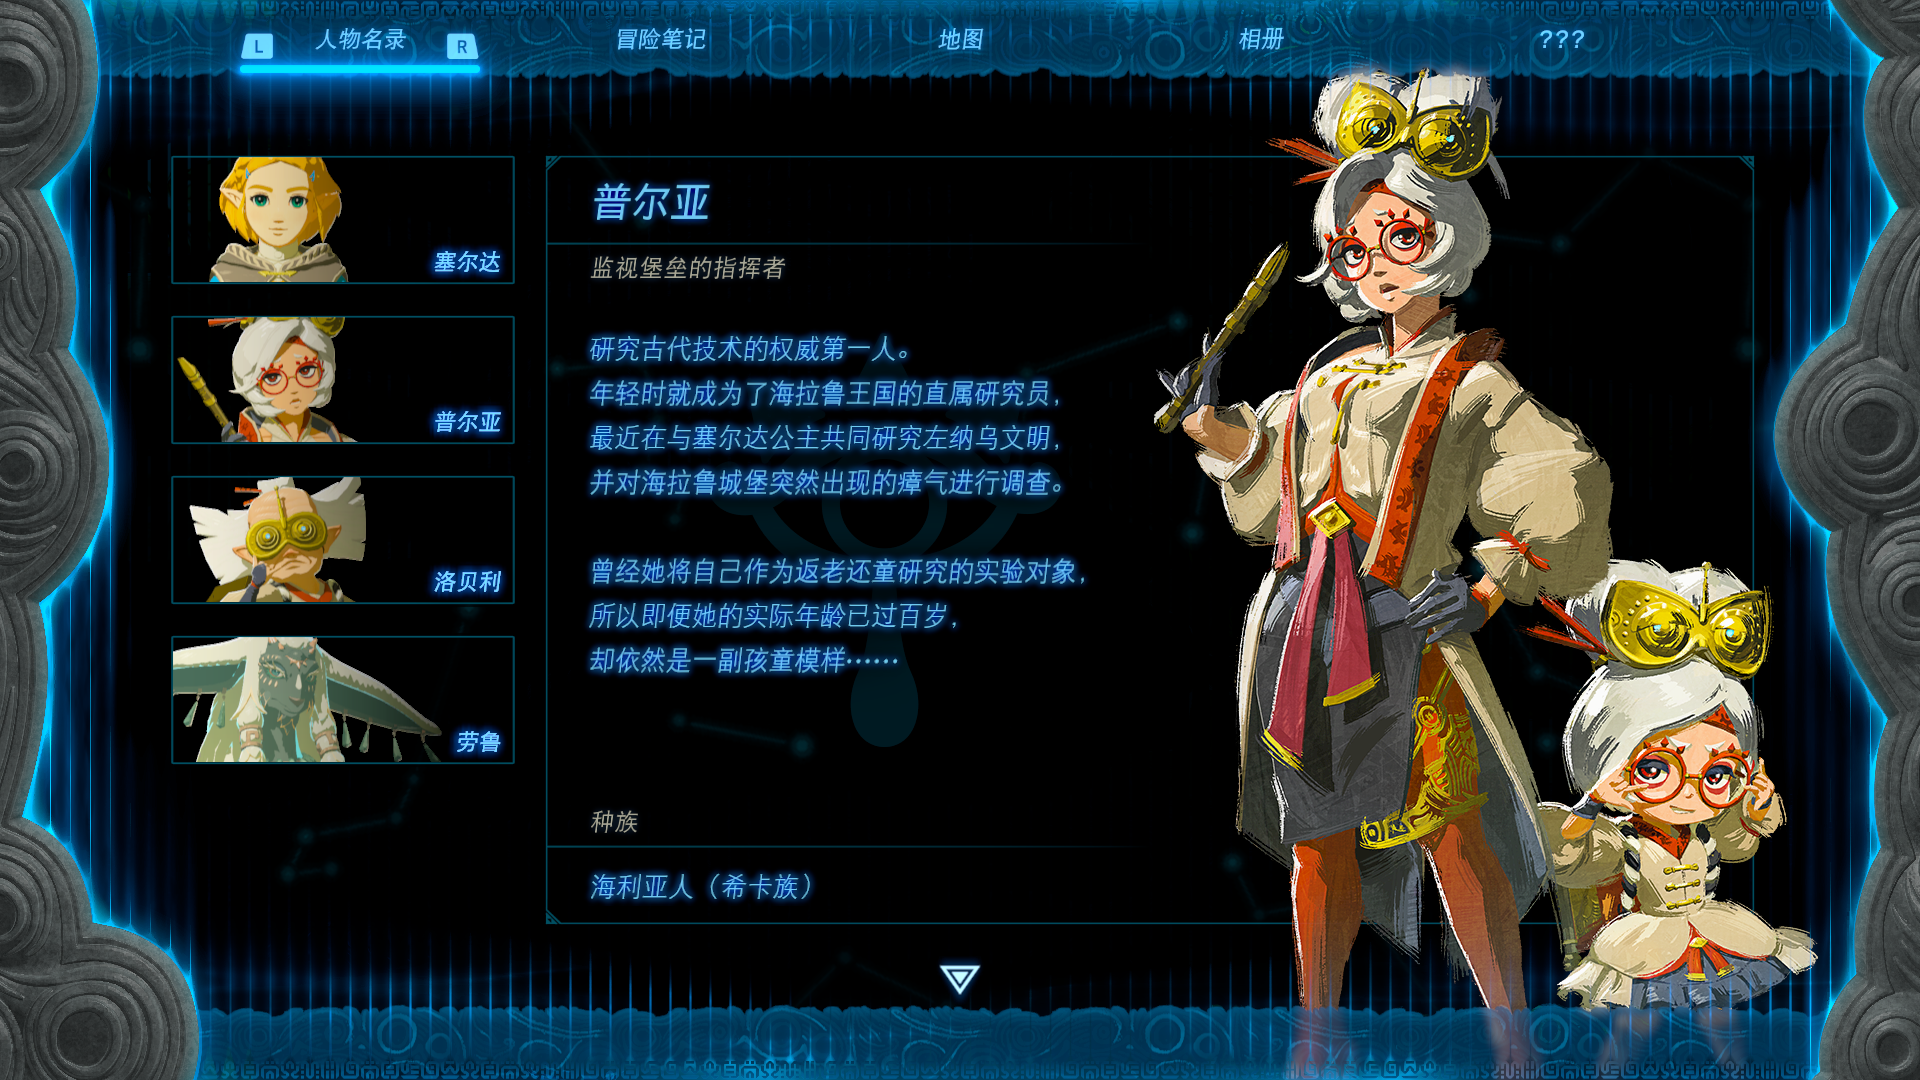 L 人物名录 R 冒险笔记 地图 相册 ???
塞尔达
普尔亚
洛贝利
劳鲁
普尔亚
监视堡垒的指挥者
研究古代技术的权威第一人。
年轻时就成为了海拉鲁王国的直属研究员，
最近在与塞尔达公主共同研究左纳乌文明，
并对海拉鲁城堡突然出现的瘴气进行调查。
曾经她将自己作为返老还童研究的实验对象，
所以即便她的实际年龄已过百岁，
却依然是一副孩童模样……
种族
海利亚人（希卡族）